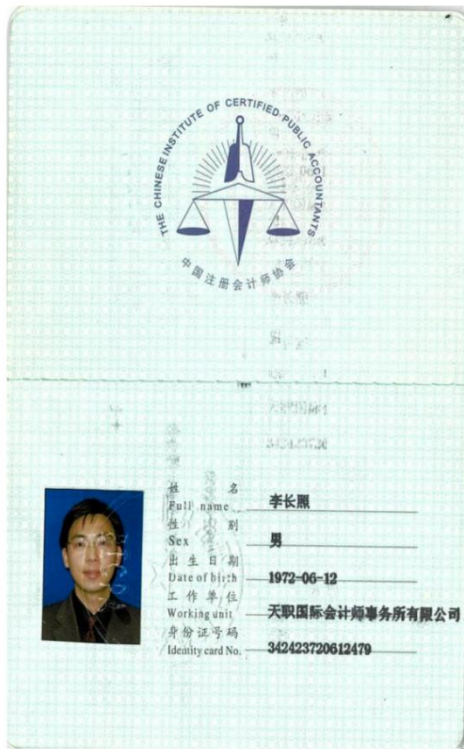 THE CHINESE INSTITUTE OF CERTIFIED PUBLIC ACCOUNTANTS
中国注册会计师协会
姓 名 李长照
Full name
性 别
Sex 男
出生日期
Date of birth 1972-06-12
工作单位
Working unit 天职国际会计师事务所有限公司
身份证号码
Identity card No. 342423720612479